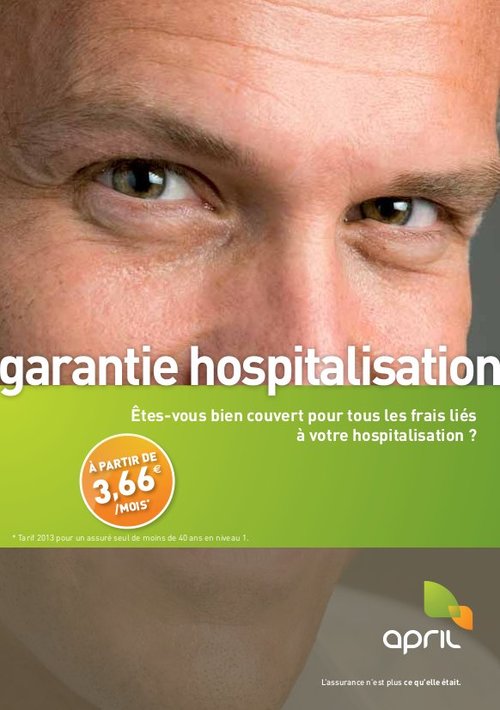 garantie hospitalisation
Êtes-vous bien couvert pour tous les frais liés
à votre hospitalisation ?
À PARTIR DE
3,66€
/MOIS*
* Tarif 2013 pour un assuré seul de moins de 40 ans en niveau 1.
april
L'assurance n'est plus ce qu'elle était.